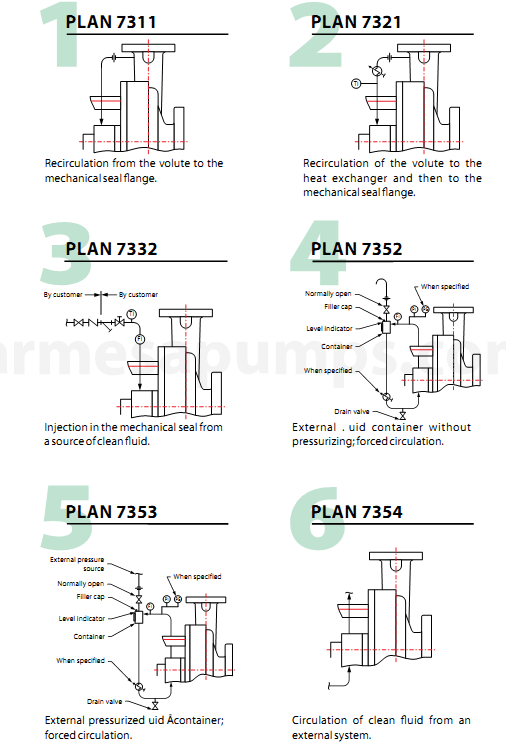 1
PLAN 7311
Recirculation from the volute to the
mechanical seal flange.
2
PLAN 7321
TI
Recirculation of the volute to the
heat exchanger and then to the
mechanical seal flange.
3
PLAN 7332
By customer
By customer
TI
FI
Injection in the mechanical seal from
a source of clean fluid.
4
PLAN 7352
When specified
Normally open
Filler cap
Level indicator
Container
When specified
Drain valve
External . uid container without
pressurizing; forced circulation.
5
PLAN 7353
External pressure
source
When specified
Normally open
Filler cap
Level indicator
Container
When specified
Drain valve
External pressurized uid Âcontainer;
forced circulation.
6
PLAN 7354
Circulation of clean fluid from an
external system.